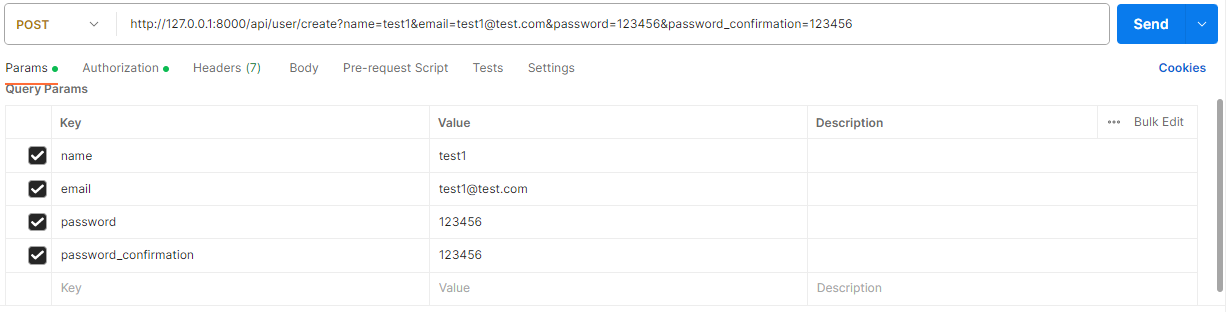 POST http://127.0.0.1:8000/api/user/create?name=test1&email=test1@test.com&password=123456&password_confirmation=123456 Send
Params Authorization Headers (7) Body Pre-request Script Tests Settings Cookies
Query Params
Key Value Description ••• Bulk Edit
name test1
email test1@test.com
password 123456
password_confirmation 123456
Key Value Description